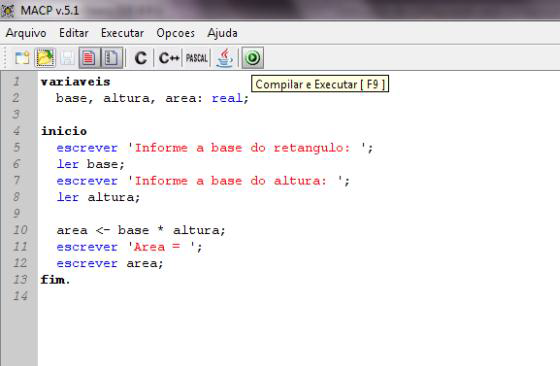 MACP v.5.1
Arquivo Editar Executar Opcoes Ajuda
C C++ PASCAL
Compilar e Executar [ F9 ]
1 variaveis
2 base, altura, area: real;
3
4 inicio
5 escrever 'Informe a base do retangulo: ';
6 ler base;
7 escrever 'Informe a base do altura: ';
8 ler altura;
9
10 area <- base * altura;
11 escrever 'Area = ';
12 escrever area;
13 fim.
14